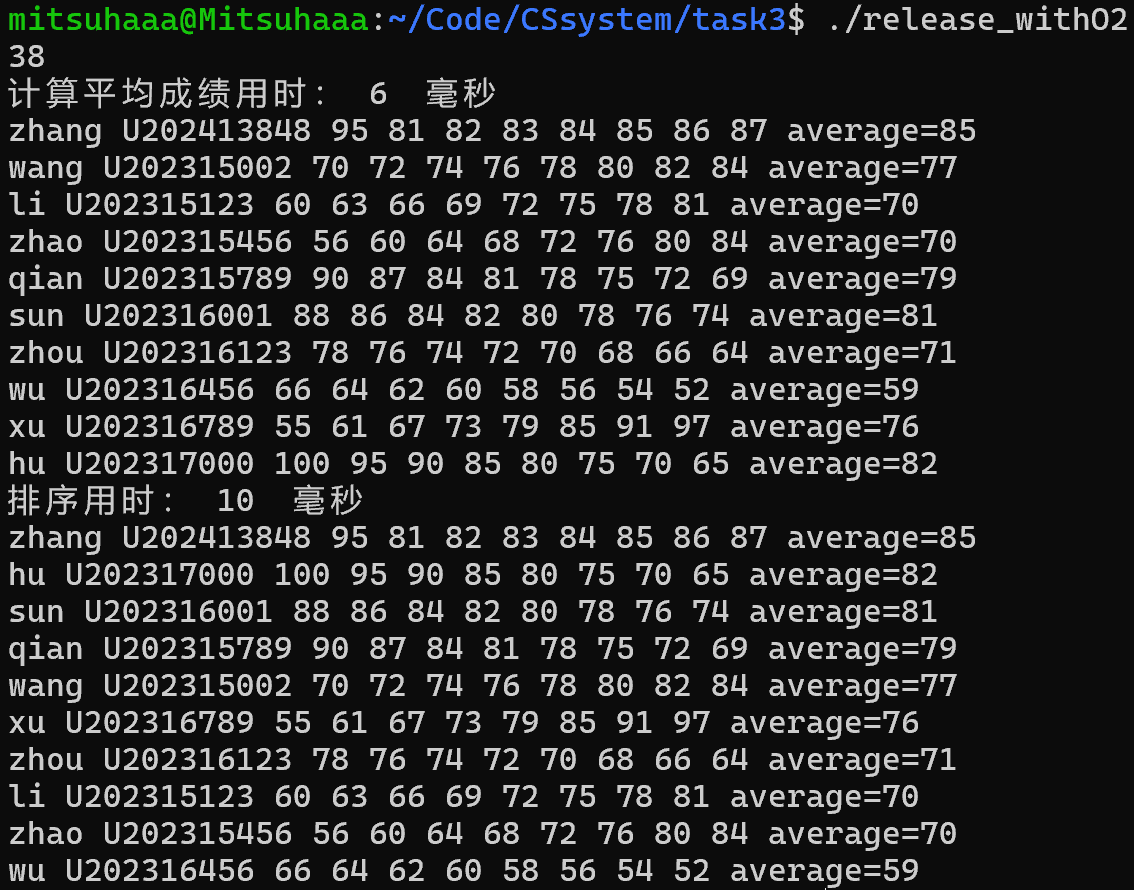 mitsuhaaa@Mitsuhaaa:~/Code/CSsystem/task3$ ./release_withO2
38
计算平均成绩用时： 6 毫秒
zhang U202413848 95 81 82 83 84 85 86 87 average=85
wang U202315002 70 72 74 76 78 80 82 84 average=77
li U202315123 60 63 66 69 72 75 78 81 average=70
zhao U202315456 56 60 64 68 72 76 80 84 average=70
qian U202315789 90 87 84 81 78 75 72 69 average=79
sun U202316001 88 86 84 82 80 78 76 74 average=81
zhou U202316123 78 76 74 72 70 68 66 64 average=71
wu U202316456 66 64 62 60 58 56 54 52 average=59
xu U202316789 55 61 67 73 79 85 91 97 average=76
hu U202317000 100 95 90 85 80 75 70 65 average=82
排序用时： 10 毫秒
zhang U202413848 95 81 82 83 84 85 86 87 average=85
hu U202317000 100 95 90 85 80 75 70 65 average=82
sun U202316001 88 86 84 82 80 78 76 74 average=81
qian U202315789 90 87 84 81 78 75 72 69 average=79
wang U202315002 70 72 74 76 78 80 82 84 average=77
xu U202316789 55 61 67 73 79 85 91 97 average=76
zhou U202316123 78 76 74 72 70 68 66 64 average=71
li U202315123 60 63 66 69 72 75 78 81 average=70
zhao U202315456 56 60 64 68 72 76 80 84 average=70
wu U202316456 66 64 62 60 58 56 54 52 average=59